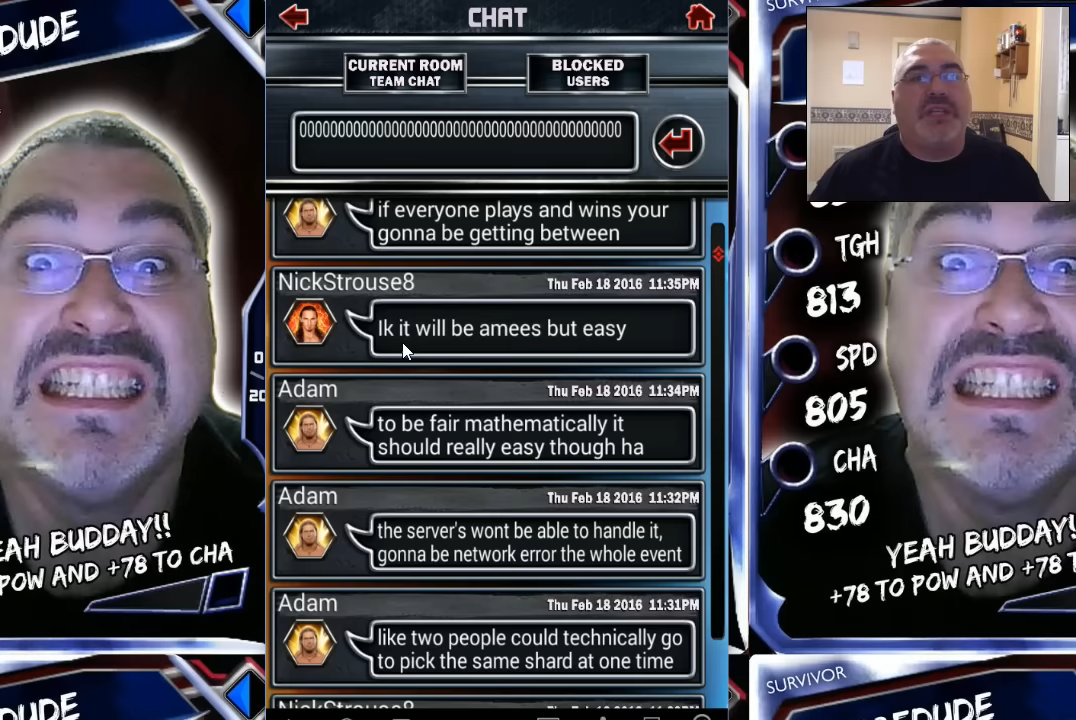 DUDE
EAH BUDDAY!!
POW AND +78 TO CHA
0
20
CHAT
CURRENT ROOM
TEAM CHAT
BLOCKED
USERS
000000000000000000000000000000000000000000
if everyone plays and wins your
gonna be getting between
NickStrouse8
Thu Feb 18 2016 11:35PM
Ik it will be amees but easy
Adam
Thu Feb 18 2016 11:34PM
to be fair mathematically it
should really easy though ha
Adam
Thu Feb 18 2016 11:32PM
the server's wont be able to handle it,
gonna be network error the whole event
Adam
Thu Feb 18 2016 11:31PM
like two people could technically go
to pick the same shard at one time
NickStrouse8
SURVIVOR
TGH
813
SPD
805
CHA
830
YEAH BUDDAY!
+78 TO POW AND +78 T
SURVIVOR
DUDE
EDUDE